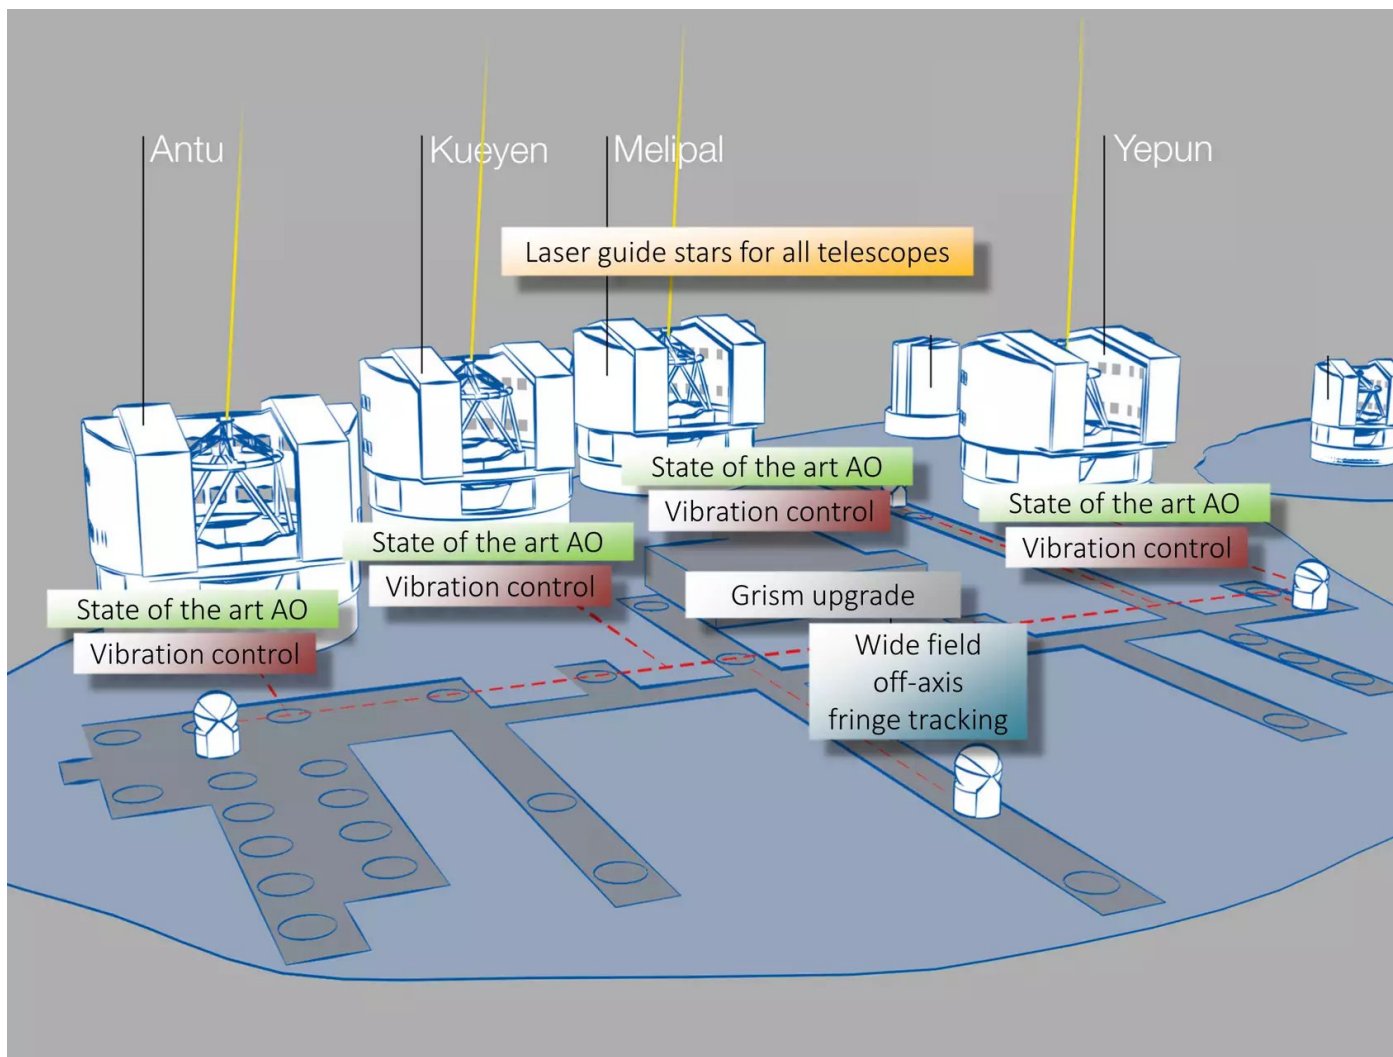 Antu
Kueyen
Melipal
Yepun
Laser guide stars for all telescopes
State of the art AO
Vibration control
State of the art AO
Vibration control
State of the art AO
Vibration control
State of the art AO
Vibration control
Grism upgrade
Wide field
off-axis
fringe tracking